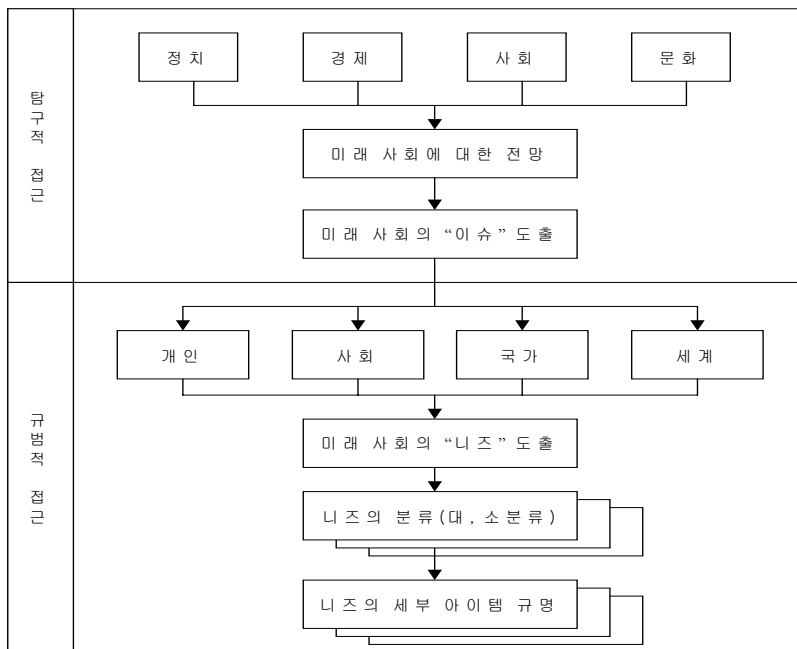 탐구적 접근
정치 경제 사회 문화
미래 사회에 대한 전망
미래 사회의 “이슈” 도출
규범적 접근
개인 사회 국가 세계
미래 사회의 “니즈” 도출
니즈의 분류(대, 소분류)
니즈의 세부 아이템 규명